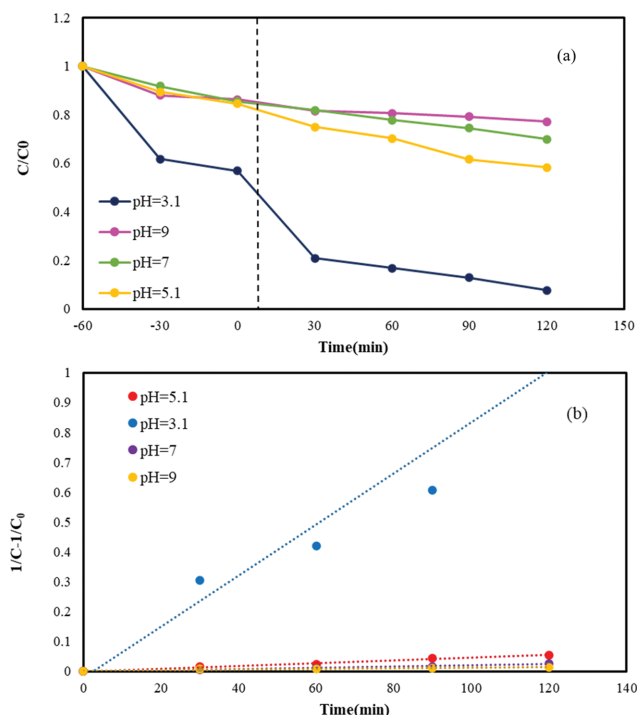 1.2
(a)
1
0.8
C/C0
0.6
0.4
pH=3.1
pH=9
0.2
pH=7
pH=5.1
0
-60 -30 0 30 60 90 120 150
Time(min)
1
pH=5.1
(b)
0.9
pH=3.1
0.8
pH=7
0.7
pH=9
0.6
1/C-1/C₀
0.5
0.4
0.3
0.2
0.1
0
0 20 40 60 80 100 120 140
Time(min)